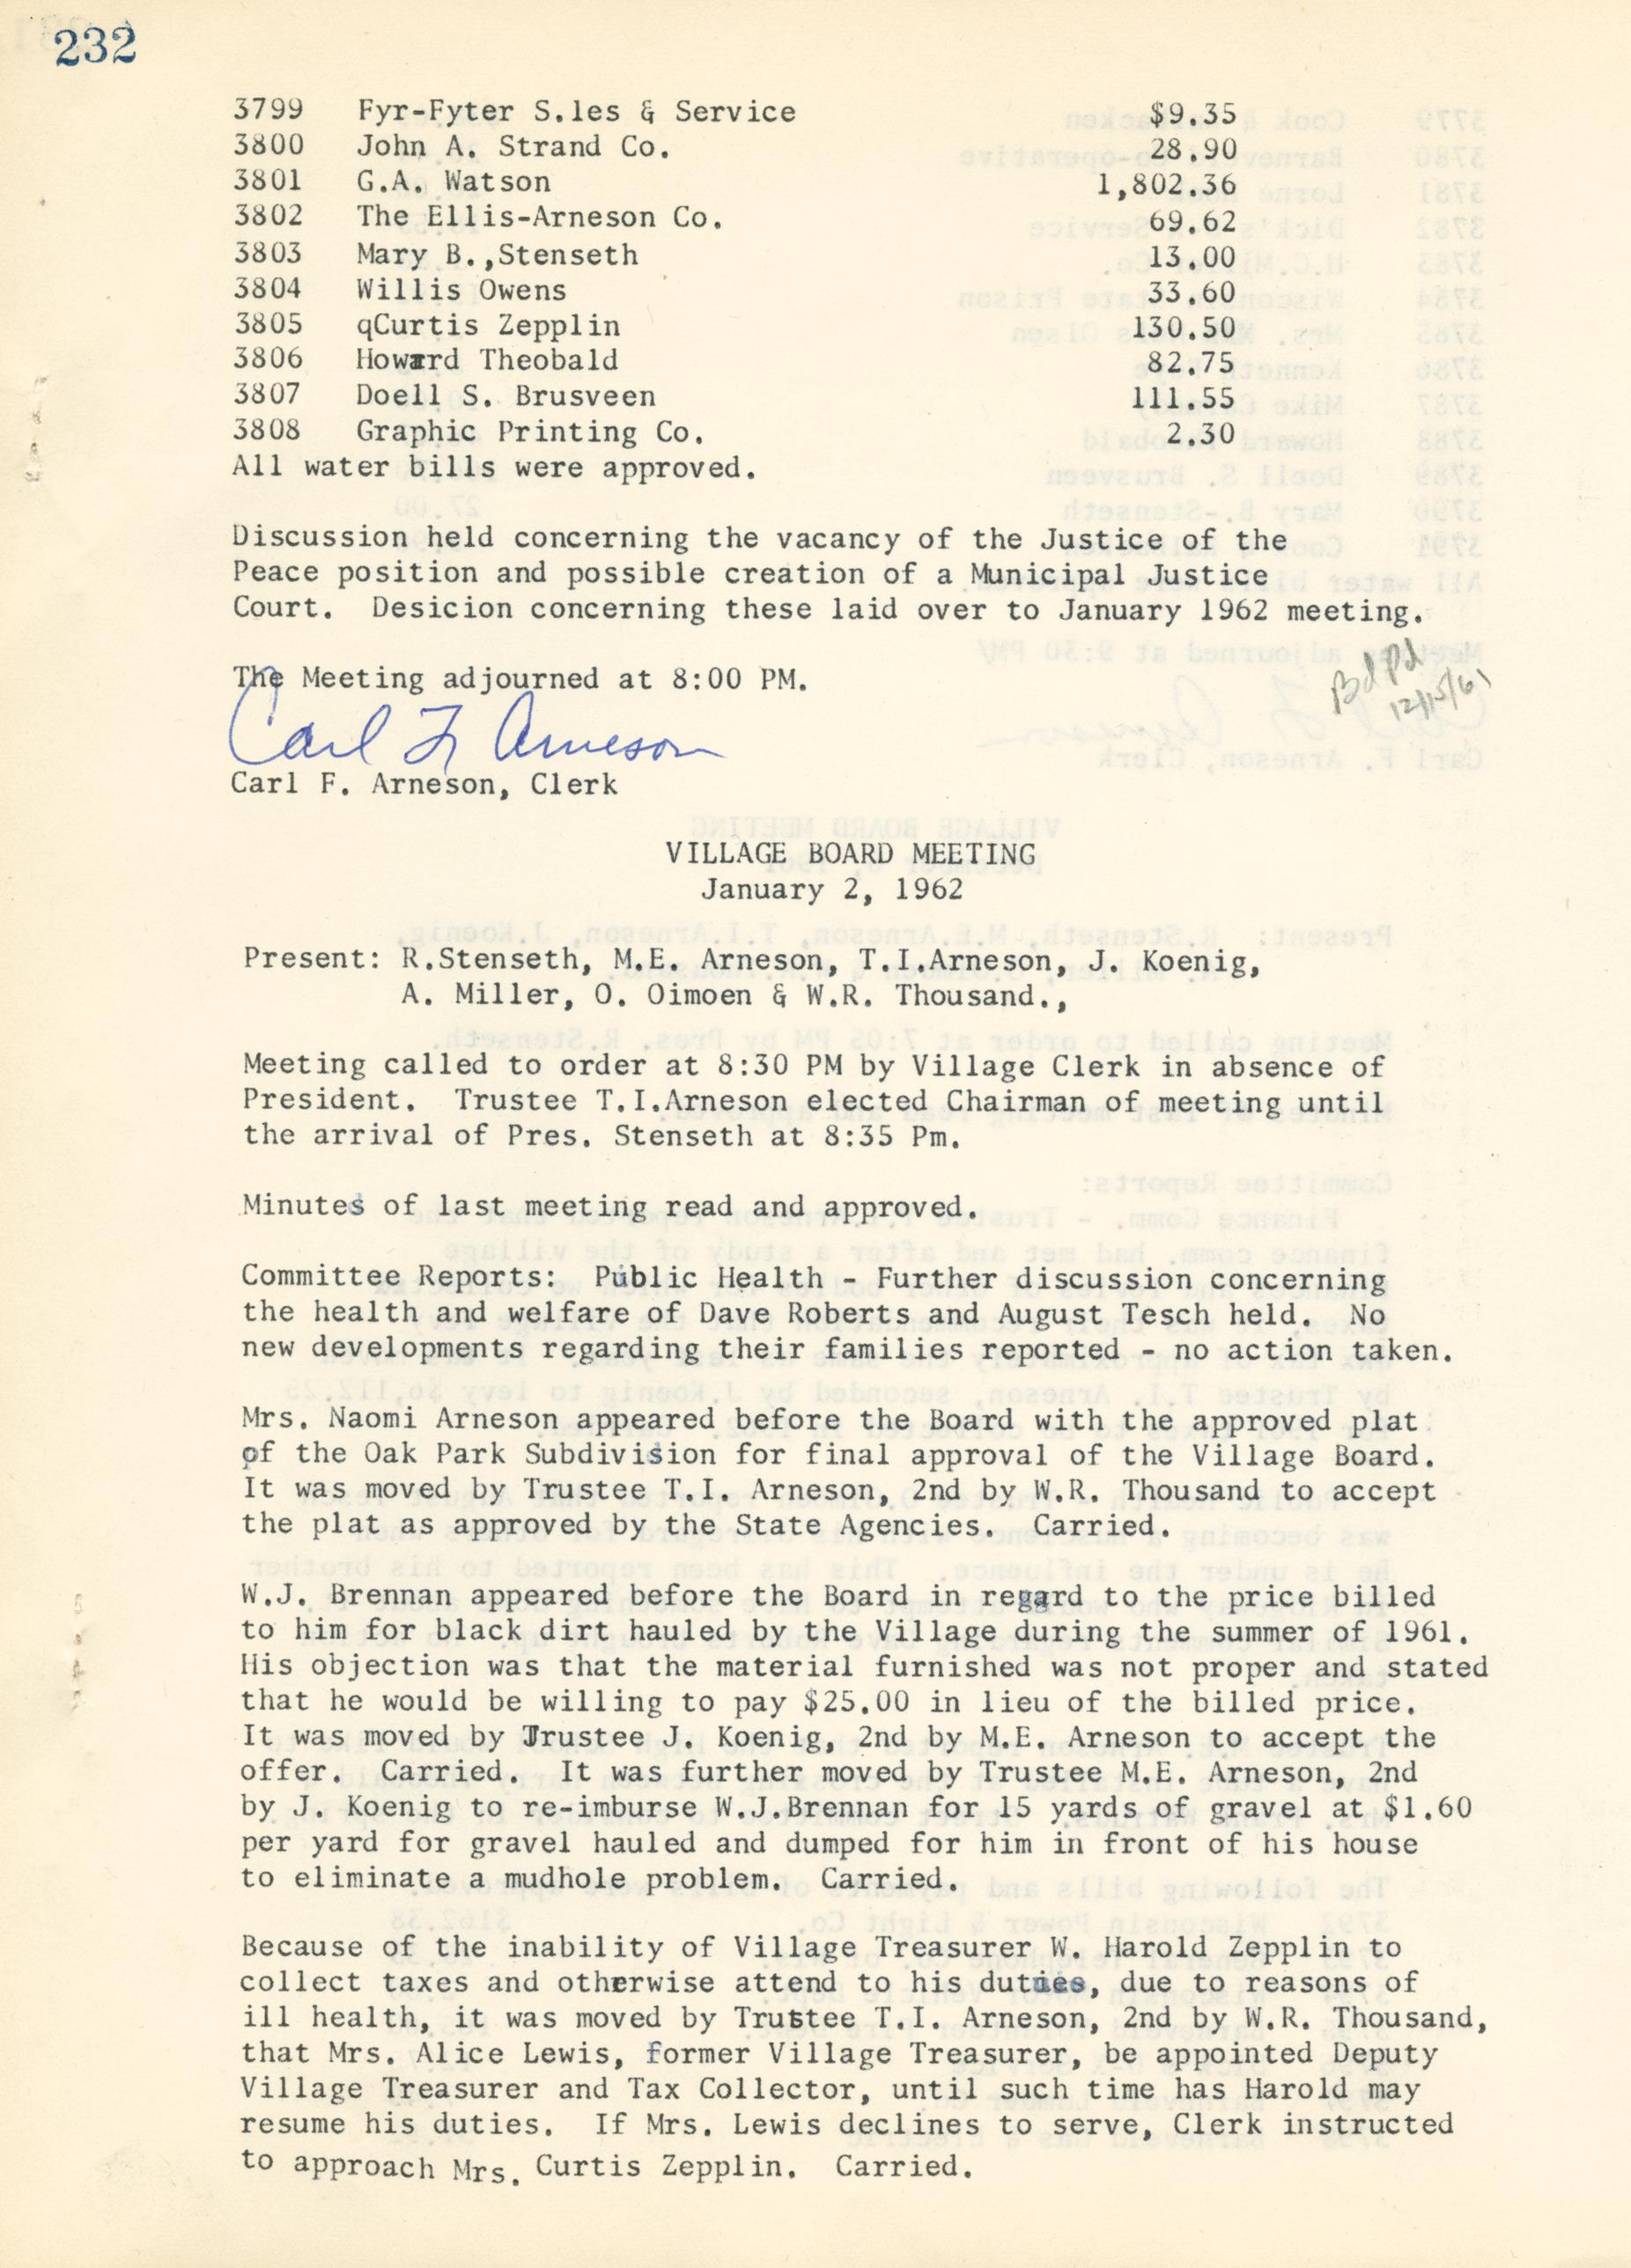 232
3799 Fyr-Fyter S.les & Service $9.35
3800 John A. Strand Co. 28.90
3801 G.A. Watson 1,802.36
3802 The Ellis-Arneson Co. 69.62
3803 Mary B.,Stenseth 13.00
3804 Willis Owens 33.60
3805 qCurtis Zepplin 130.50
3806 Howard Theobald 82.75
3807 Doell S. Brusveen 111.55
3808 Graphic Printing Co. 2.30
All water bills were approved.
Discussion held concerning the vacancy of the Justice of the
Peace position and possible creation of a Municipal Justice
Court. Desicion concerning these laid over to January 1962 meeting.
Bd Pd
12/15/61
The Meeting adjourned at 8:00 PM.
Carl F. Arneson
Carl F. Arneson, Clerk
VILLAGE BOARD MEETING
January 2, 1962
Present: R.Stenseth, M.E. Arneson, T.I.Arneson, J. Koenig,
A. Miller, O. Oimoen & W.R. Thousand.,
Meeting called to order at 8:30 PM by Village Clerk in absence of
President. Trustee T.I.Arneson elected Chairman of meeting until
the arrival of Pres. Stenseth at 8:35 Pm.
Minutes of last meeting read and approved.
Committee Reports: Public Health - Further discussion concerning
the health and welfare of Dave Roberts and August Tesch held. No
new developments regarding their families reported - no action taken.
Mrs. Naomi Arneson appeared before the Board with the approved plat
of the Oak Park Subdivision for final approval of the Village Board.
It was moved by Trustee T.I. Arneson, 2nd by W.R. Thousand to accept
the plat as approved by the State Agencies. Carried.
W.J. Brennan appeared before the Board in regard to the price billed
to him for black dirt hauled by the Village during the summer of 1961.
His objection was that the material furnished was not proper and stated
that he would be willing to pay $25.00 in lieu of the billed price.
It was moved by Trustee J. Koenig, 2nd by M.E. Arneson to accept the
offer. Carried. It was further moved by Trustee M.E. Arneson, 2nd
by J. Koenig to re-imburse W.J.Brennan for 15 yards of gravel at $1.60
per yard for gravel hauled and dumped for him in front of his house
to eliminate a mudhole problem. Carried.
Because of the inability of Village Treasurer W. Harold Zepplin to
collect taxes and otherwise attend to his duties, due to reasons of
ill health, it was moved by Trustee T.I. Arneson, 2nd by W.R. Thousand,
that Mrs. Alice Lewis, former Village Treasurer, be appointed Deputy
Village Treasurer and Tax Collector, until such time has Harold may
resume his duties. If Mrs. Lewis declines to serve, Clerk instructed
to approach Mrs. Curtis Zepplin. Carried.